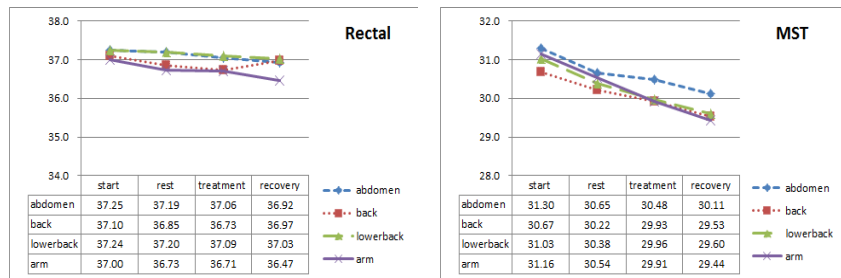 Rectal
38.0
37.0
36.0
35.0
34.0
start rest treatment recovery
abdomen 37.25 37.19 37.06 36.92
back 37.10 36.85 36.73 36.97
lowerback 37.24 37.20 37.09 37.03
arm 37.00 36.73 36.71 36.47
abdomen
back
lowerback
arm
MST
32.0
31.0
30.0
29.0
28.0
start rest treatment recovery
abdomen 31.30 30.65 30.48 30.11
back 30.67 30.22 29.93 29.53
lowerback 31.03 30.38 29.96 29.60
arm 31.16 30.54 29.91 29.44
abdomen
back
lowerback
arm